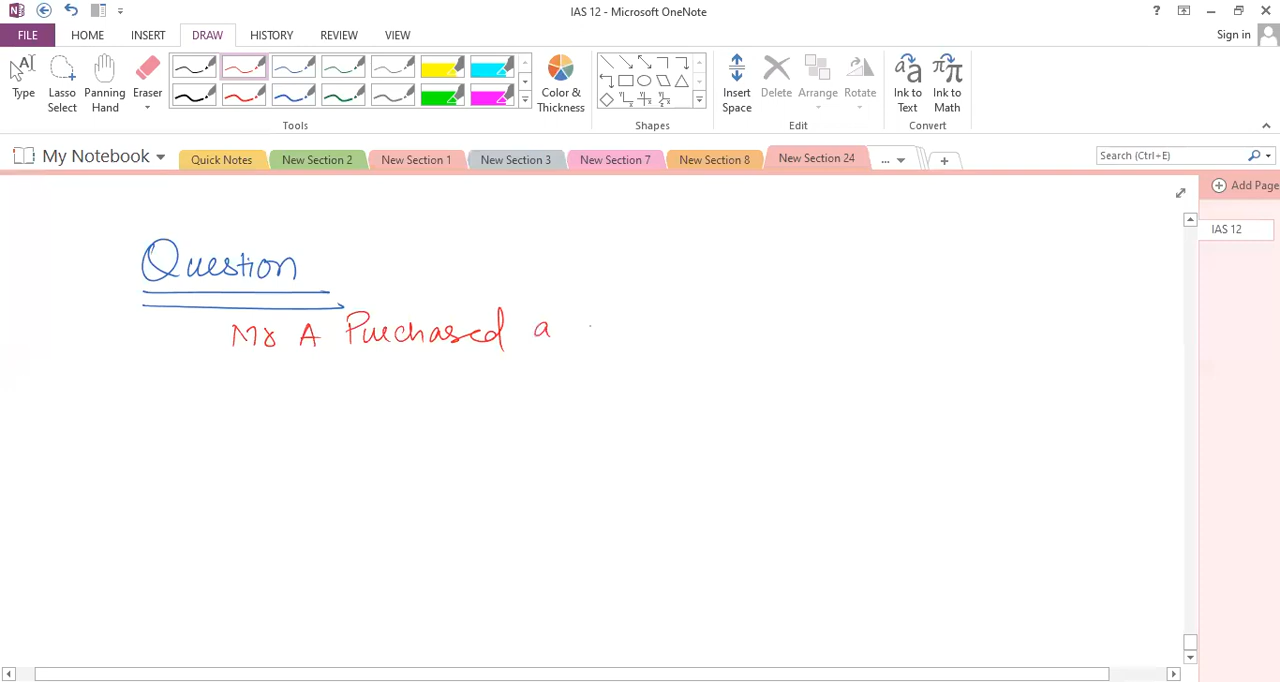 IAS 12 - Microsoft OneNote
?
Sign in
FILE HOME INSERT DRAW HISTORY REVIEW VIEW
Type
Lasso Select
Panning Hand
Eraser
Color & Thickness
Insert Space
Delete
Arrange
Rotate
Ink to Text
Ink to Math
Tools
Shapes
Edit
Convert
My Notebook
Quick Notes
New Section 2
New Section 1
New Section 3
New Section 7
New Section 8
New Section 24
...
Search (Ctrl+E)
Add Page
IAS 12
Question
Mr A Purchased a